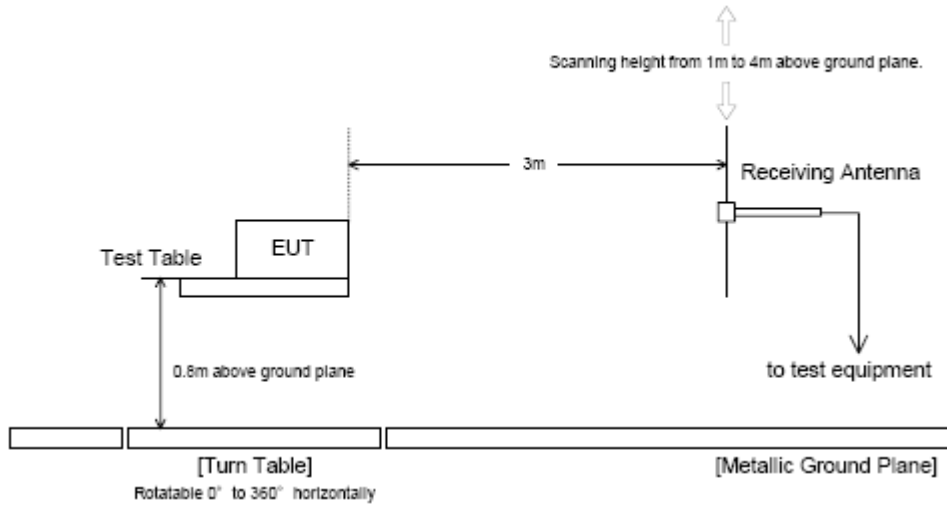 Scanning height from 1m to 4m above ground plane.
3m
Receiving Antenna
EUT
Test Table
0.8m above ground plane
to test equipment
[Turn Table]
[Metallic Ground Plane]
Rotatable 0° to 360° horizontally